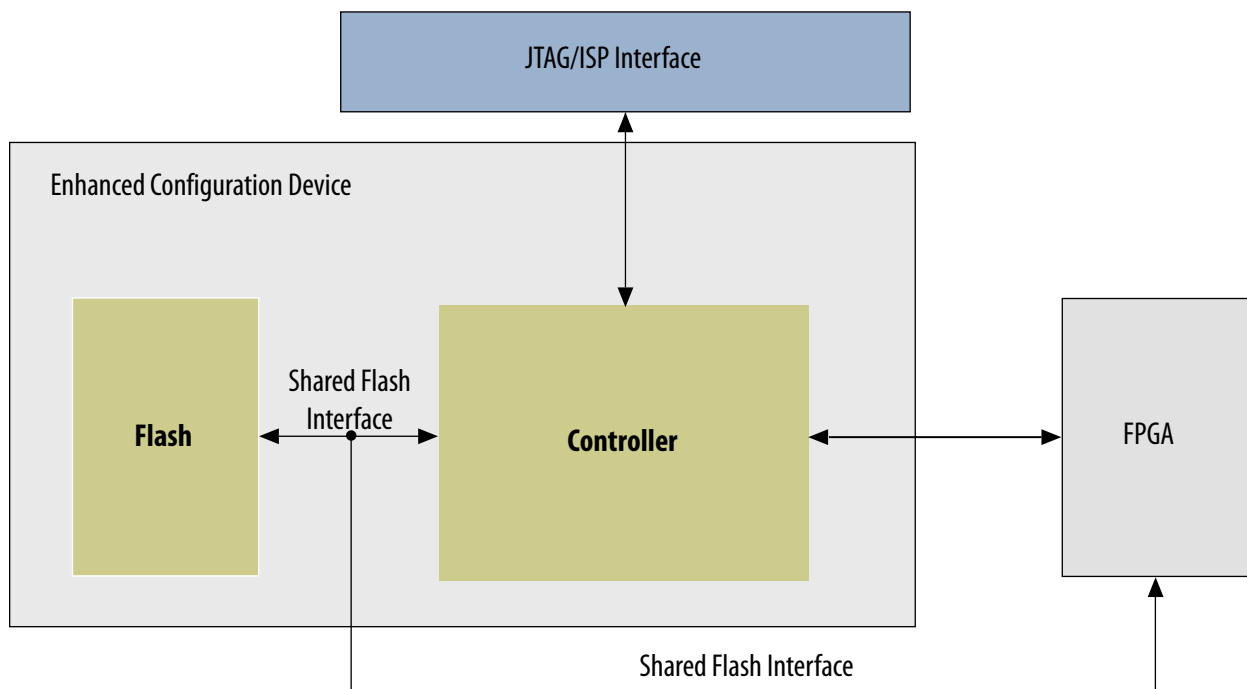 JTAG/ISP Interface
Enhanced Configuration Device
Shared Flash
Interface
Flash
Controller
FPGA
Shared Flash Interface